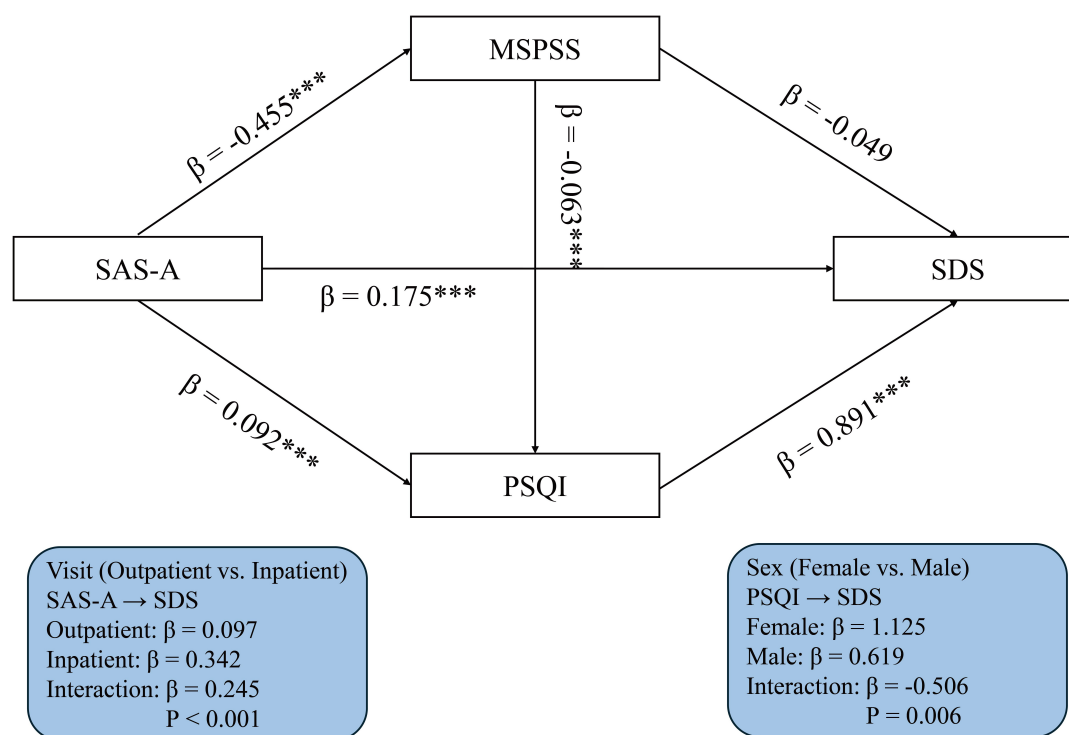 MSPSS
β = -0.455***
β = -0.063***
β = -0.049
SAS-A
SDS
β = 0.175***
β = 0.092***
β = 0.891***
PSQI
Visit (Outpatient vs. Inpatient)
SAS-A → SDS
Outpatient: β = 0.097
Inpatient: β = 0.342
Interaction: β = 0.245
P < 0.001
Sex (Female vs. Male)
PSQI → SDS
Female: β = 1.125
Male: β = 0.619
Interaction: β = -0.506
P = 0.006